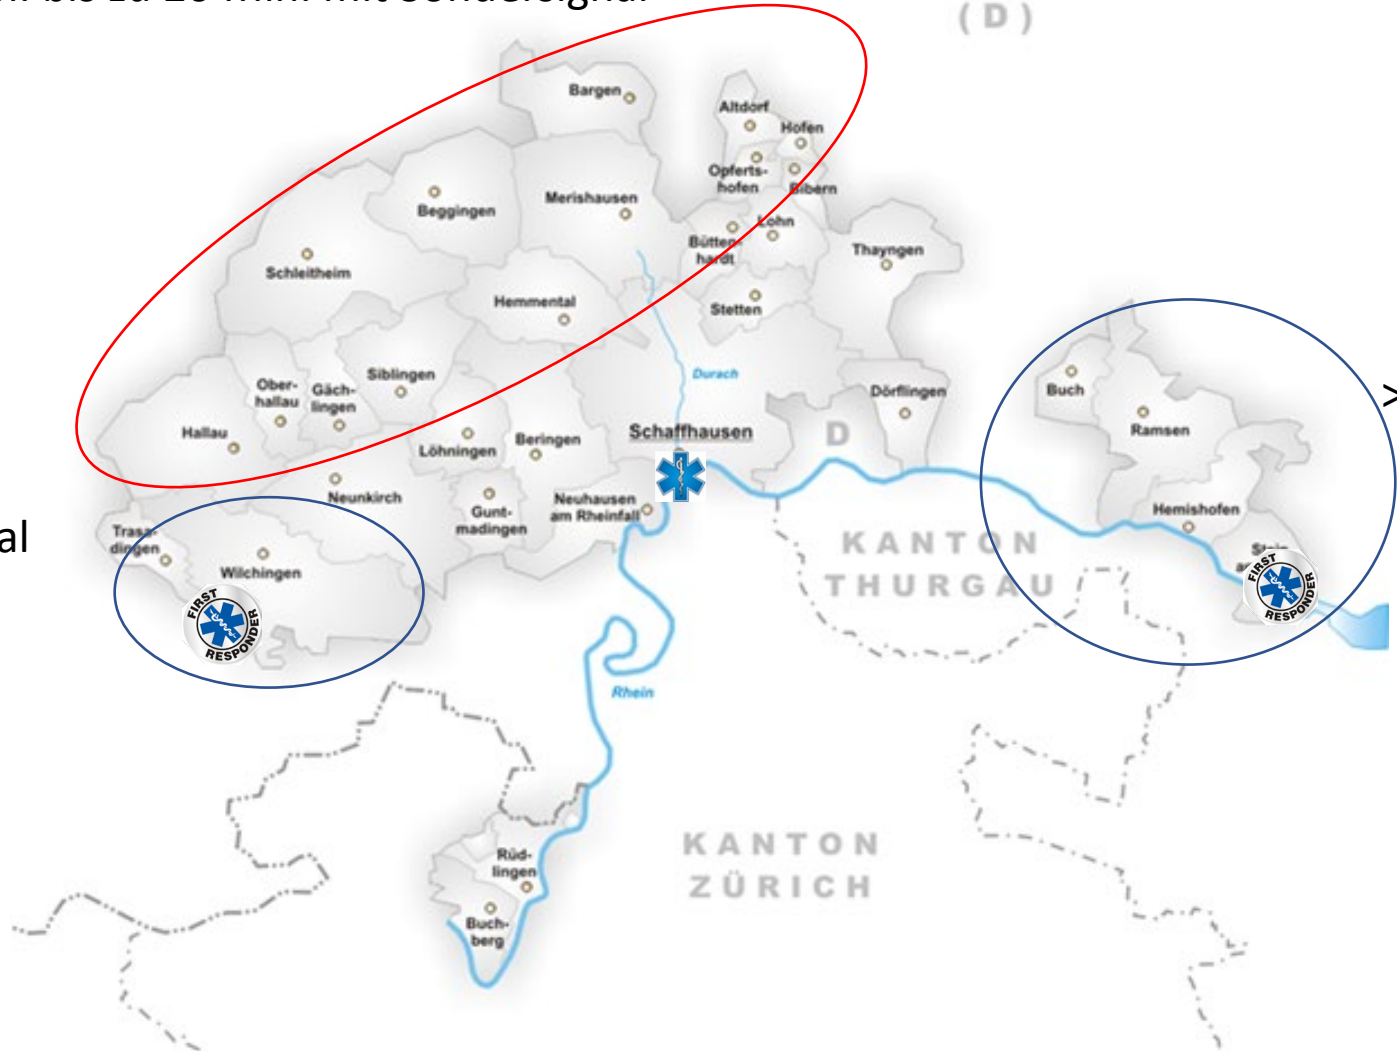 bis zu 20 min. mit Sondersignal
( D )
Bargen
Altdorf
Hofen
Opferts-
hofen
Bibern
Merishausen
Beggingen
Lohn
Bütten-
hardt
Thayngen
Schleitheim
Hemmental
Stetten
Durach
Siblingen
Ober-
hallau
Gäch-
lingen
Buch
Dörflingen
>
Hallau
Schaffhausen
D
Ramsen
Beringen
Löhningen
Neunkirch
Neuhausen
am Rheinfall
Gunt-
madingen
Hemishofen
Trasa-
dingen
al
KANTON
THURGAU
Stein
Wilchingen
FIRST
RESPONDER
FIRST
RESPONDER
Rhein
KANTON
ZÜRICH
Rüd-
lingen
Buch-
berg